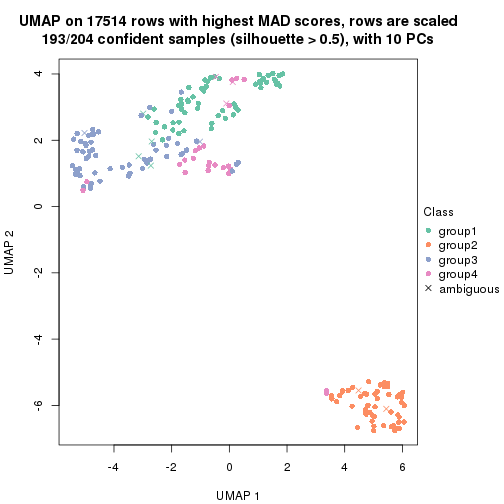 UMAP on 17514 rows with highest MAD scores, rows are scaled
193/204 confident samples (silhouette > 0.5), with 10 PCs
4
2
0
-2
-4
-6
UMAP 2
-4
-2
0
2
4
6
UMAP 1
Class
group1
group2
group3
group4
ambiguous